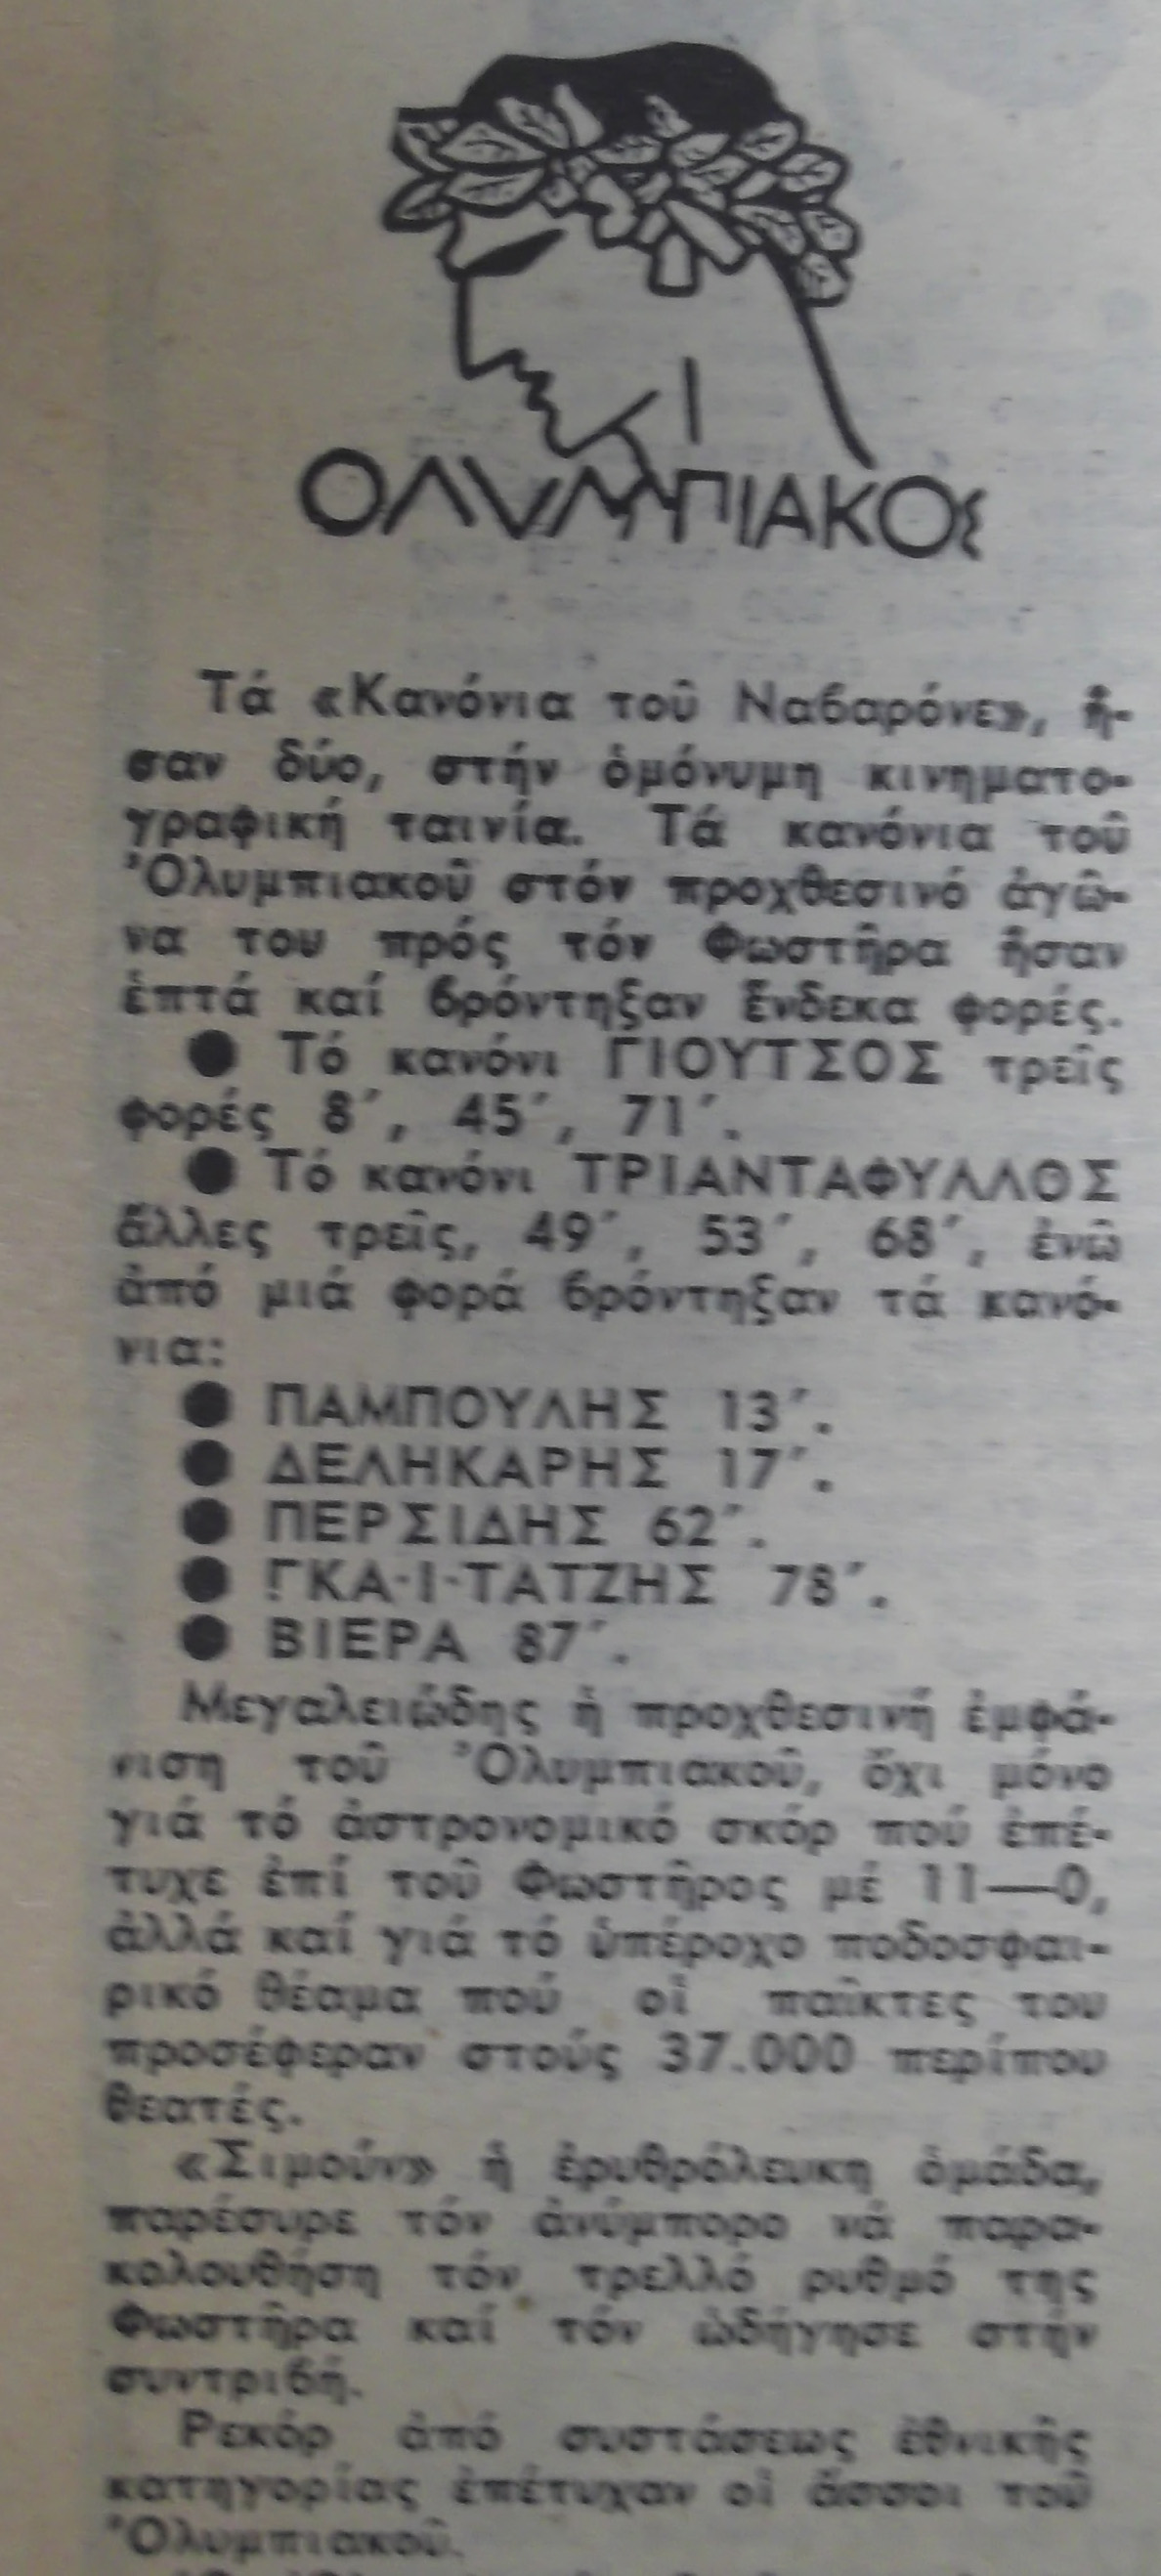 ΟΛΥΜΠΙΑΚΟΣ
Τά «Κανόνια τοῦ Ναβαρόνε», ἦ-
σαν δύο, στήν ὁμόνυμη κινηματο-
γραφική ταινία. Τά κανόνια τοῦ
Ὀλυμπιακοῦ στόν προχθεσινό ἀγῶ-
να του πρός τόν Φωστῆρα ἦσαν
ἑπτά καί βρόντηξαν ἕνδεκα φορές.
● Τό κανόνι ΓΙΟΥΤΣΟΣ τρεῖς
φορές 8΄, 45΄, 71΄.
● Τό κανόνι ΤΡΙΑΝΤΑΦΥΛΛΟΣ
ἄλλες τρεῖς, 49΄, 53΄, 68΄, ἐνῶ
ἀπό μιά φορά βρόντηξαν τά κανό-
νια:
● ΠΑΜΠΟΥΛΗΣ 13΄.
● ΔΕΛΗΚΑΡΗΣ 17΄.
● ΠΕΡΣΙΔΗΣ 62΄.
● ΓΚΑ-Ι-ΤΑΤΖΗΣ 78΄.
● ΒΙΕΡΑ 87΄.
Μεγαλειώδης ἡ προχθεσινή ἐμφά-
νιση τοῦ Ὀλυμπιακοῦ, ὄχι μόνο
γιά τό ἀστρονομικό σκόρ πού ἐπέ-
τυχε ἐπί τοῦ Φωστῆρος μέ 11—0,
ἀλλά καί γιά τό ὑπέροχο ποδοσφαι-
ρικό θέαμα πού οἱ παῖκτες του
προσέφεραν στούς 37.000 περίπου
θεατές.
«Σιμούν» ἡ ἐρυθρόλευκη ὁμάδα,
παρέσυρε τόν ἀνύμπορο νά παρα-
κολουθήση τόν τρελλό ρυθμό της
Φωστῆρα καί τόν ὡδήγησε στήν
συντριβή.
Ρεκόρ ἀπό συστάσεως ἐθνικῆς
κατηγορίας ἐπέτυχαν οἱ ἄσσοι τοῦ
Ὀλυμπιακοῦ.